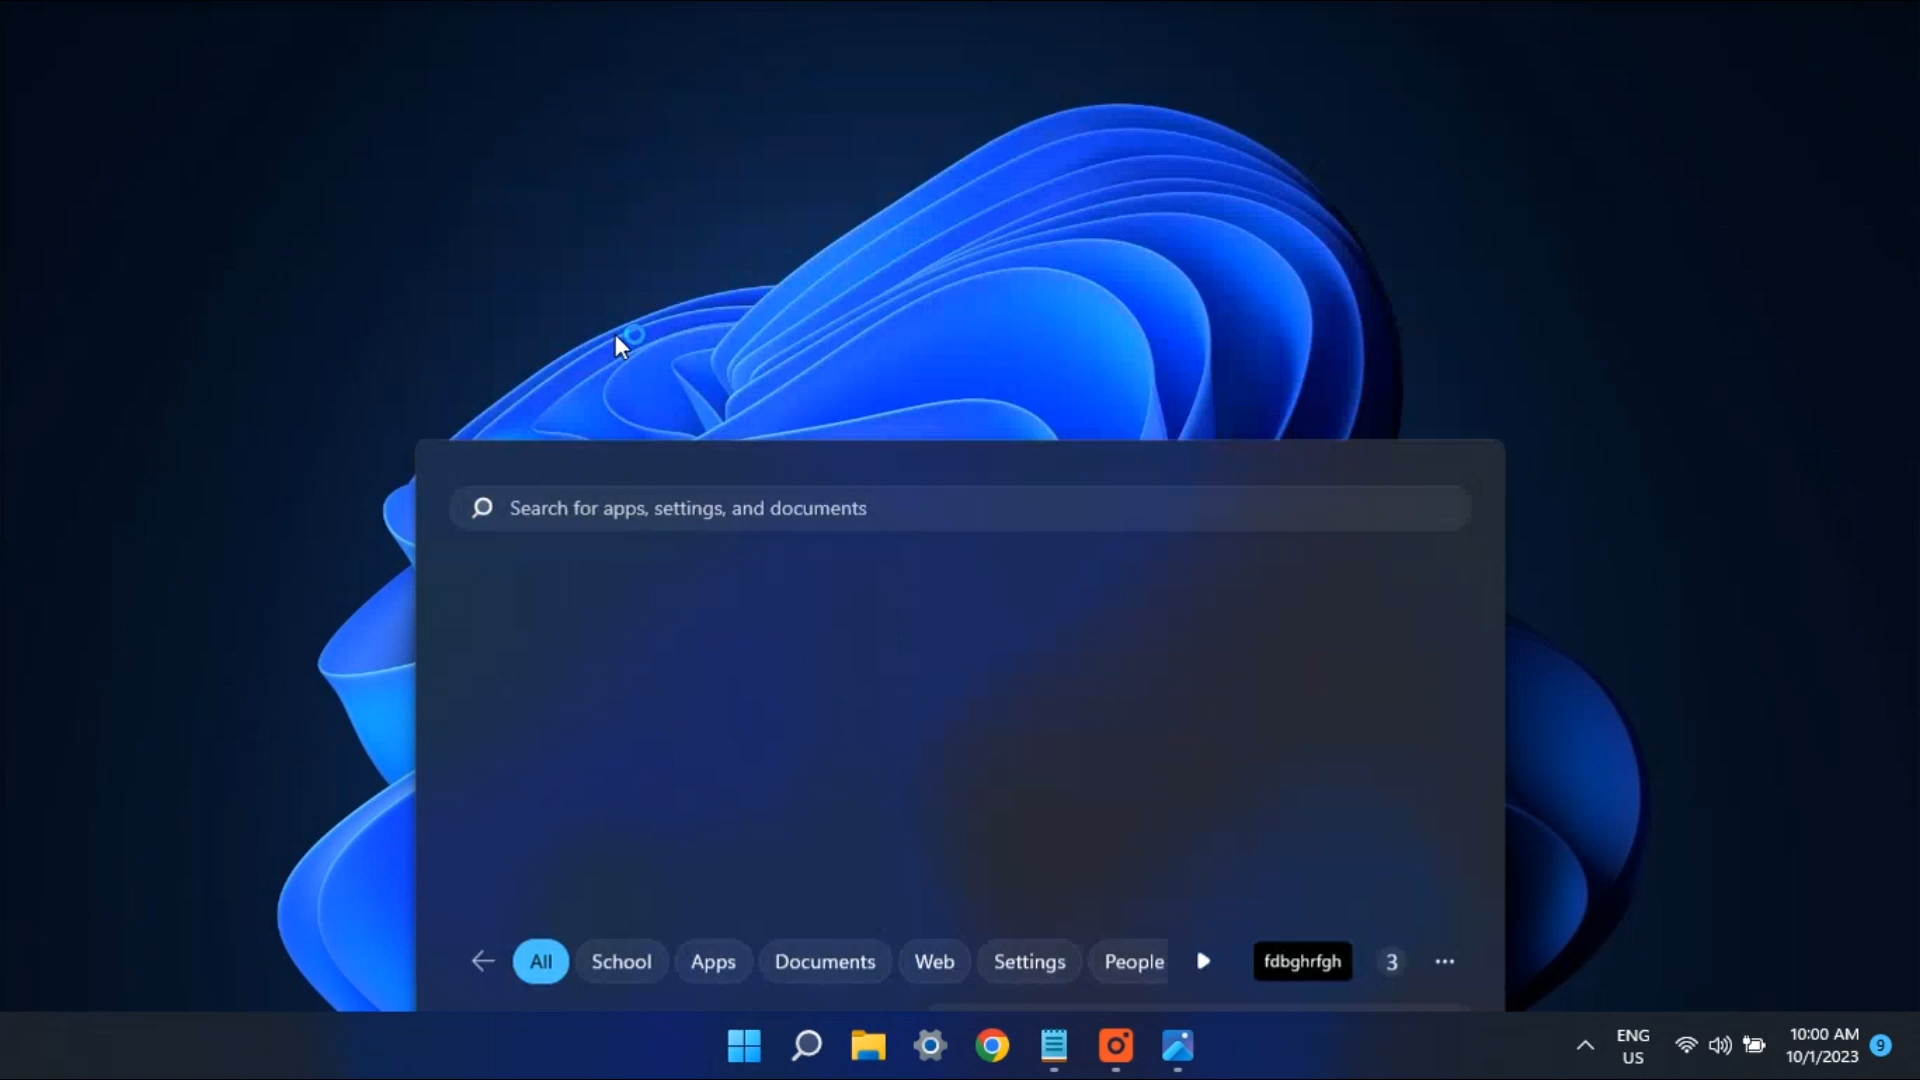 Search for apps, settings, and documents
All School Apps Documents Web Settings People fdbghrfgh 3
ENG
US
10:00 AM
10/1/2023
9